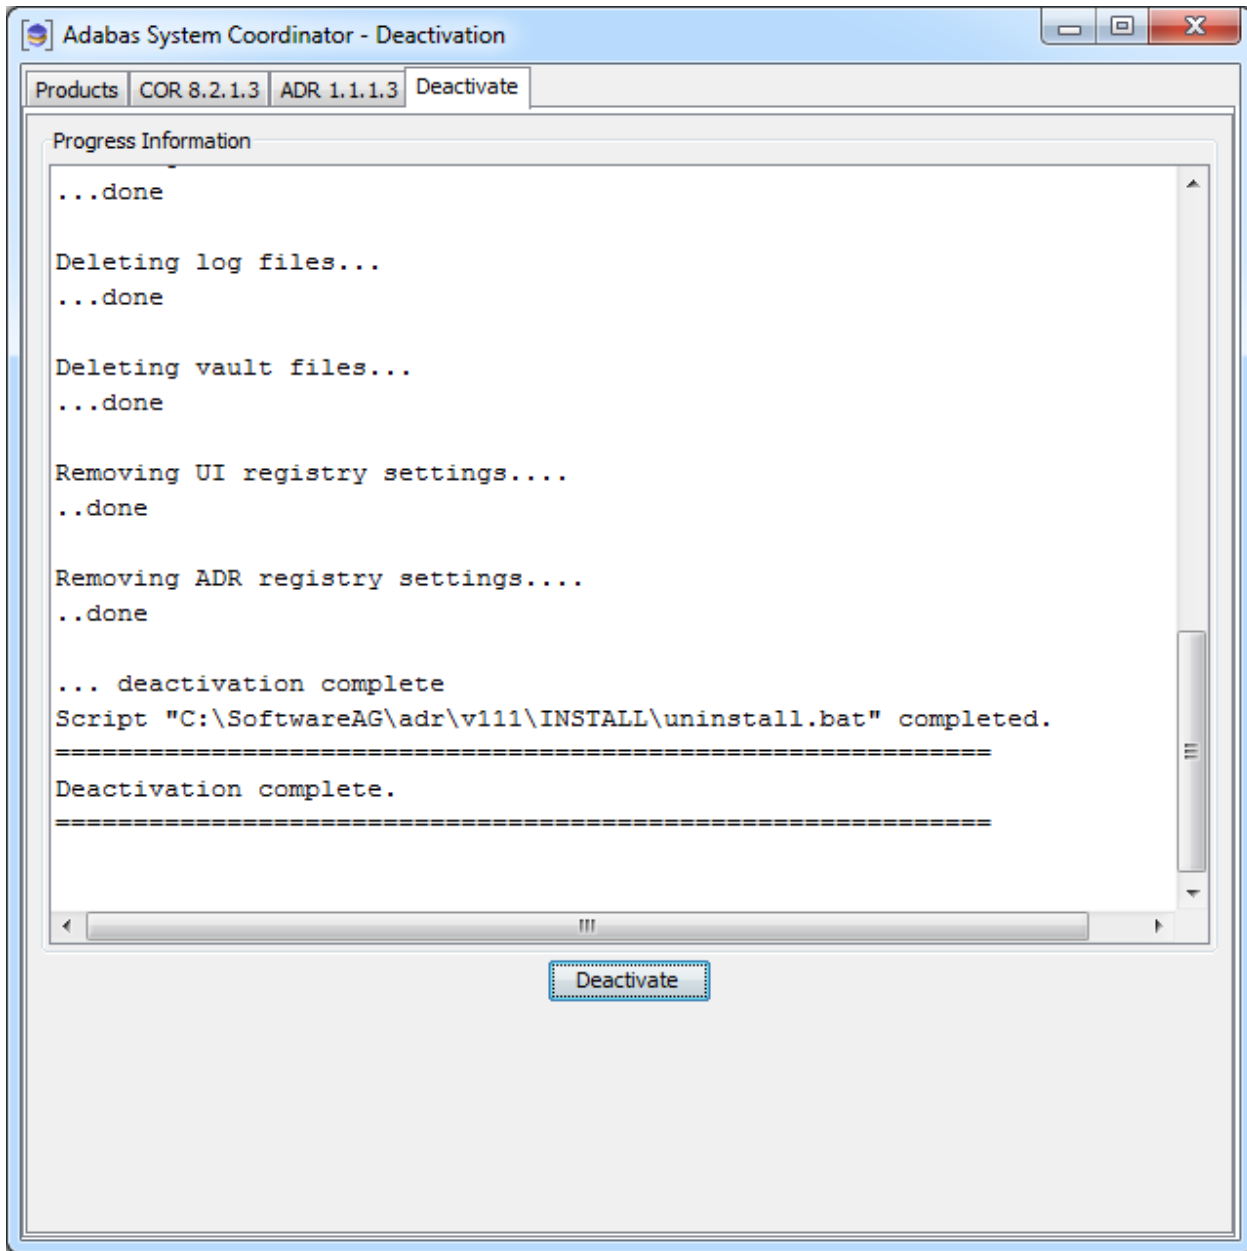 Adabas System Coordinator - Deactivation
Products COR 8.2.1.3 ADR 1.1.1.3 Deactivate
Progress Information
...done
Deleting log files...
...done
Deleting vault files...
...done
Removing UI registry settings....
..done
Removing ADR registry settings....
..done
... deactivation complete
Script "C:\SoftwareAG\adr\v111\INSTALL\uninstall.bat" completed.
============================================================
Deactivation complete.
============================================================
Deactivate